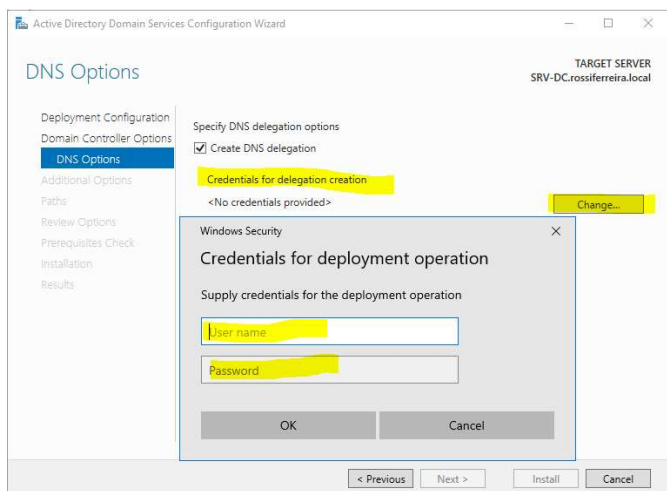 Active Directory Domain Services Configuration Wizard
DNS Options
TARGET SERVER
SRV-DC.rossiferreira.local
Deployment Configuration
Domain Controller Options
DNS Options
Additional Options
Paths
Review Options
Prerequisites Check
Installation
Results
Specify DNS delegation options
Create DNS delegation
Credentials for delegation creation
<No credentials provided>
Change...
Windows Security
Credentials for deployment operation
Supply credentials for the deployment operation
User name
Password
OK
Cancel
< Previous
Next >
Install
Cancel